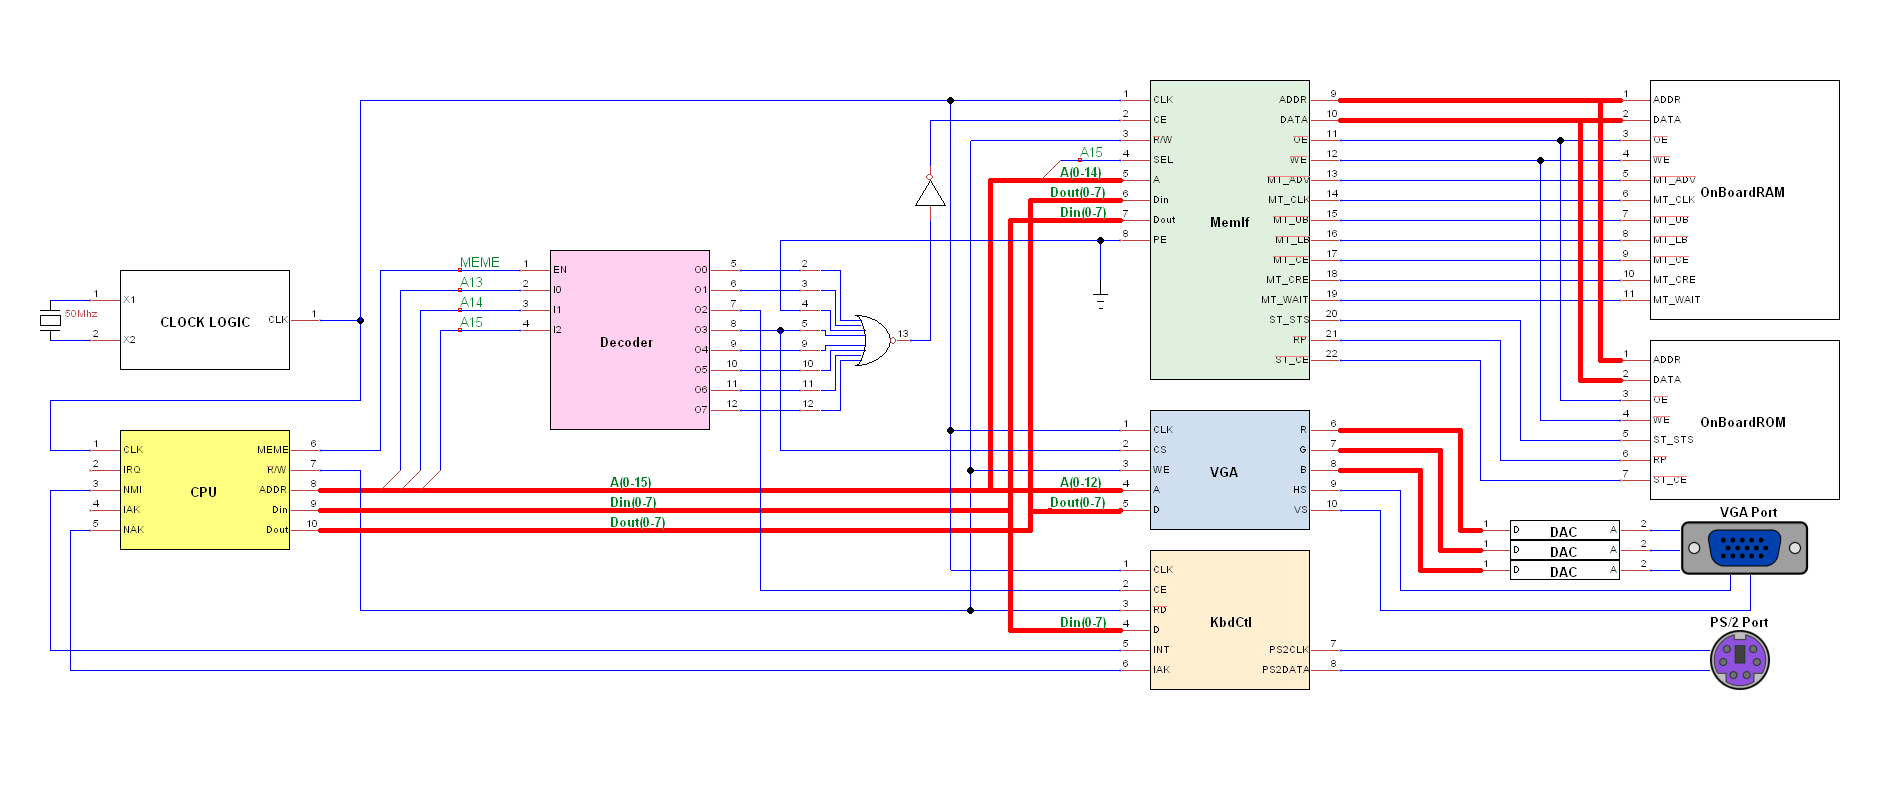 50Mhz
1 X1
2 X2
CLOCK LOGIC
CLK 1
CPU
1 CLK
2 IRQ
3 NMI
4 IAK
5 NAK
MEME 6
R/W 7
ADDR 8
Din 9
Dout 10
MEME 1 EN
A13 2 I0
A14 3 I1
A15 4 I2
Decoder
O0 5 2
O1 6 3
O2 7 4
O3 8 5
O4 9 9
O5 10 10
O6 11 11
O7 12 12
13
A(0-15)
Din(0-7)
Dout(0-7)
MemIf
1 CLK
2 CE
3 R/W
A15 4 SEL
A(0-14) 5 A
Dout(0-7) 6 Din
Din(0-7) 7 Dout
8 PE
ADDR 9
DATA 10
OE 11
WE 12
MT_ADV 13
MT_CLK 14
MT_UB 15
MT_LB 16
MT_CE 17
MT_CRE 18
MT_WAIT 19
ST_STS 20
RP 21
ST_CE 22
VGA
1 CLK
2 CS
3 WE
A(0-12) 4 A
Dout(0-7) 5 D
R 6
G 7
B 8
HS 9
VS 10
KbdCtl
1 CLK
2 CE
3 RD
Din(0-7) 4 D
5 INT
6 IAK
PS2CLK 7
PS2DATA 8
OnBoardRAM
1 ADDR
2 DATA
3 OE
4 WE
5 MT_ADV
6 MT_CLK
7 MT_UB
8 MT_LB
9 MT_CE
10 MT_CRE
11 MT_WAIT
OnBoardROM
1 ADDR
2 DATA
3 OE
4 WE
5 ST_STS
6 RP
7 ST_CE
1 D DAC A 2
1 D DAC A 2
1 D DAC A 2
VGA Port
PS/2 Port